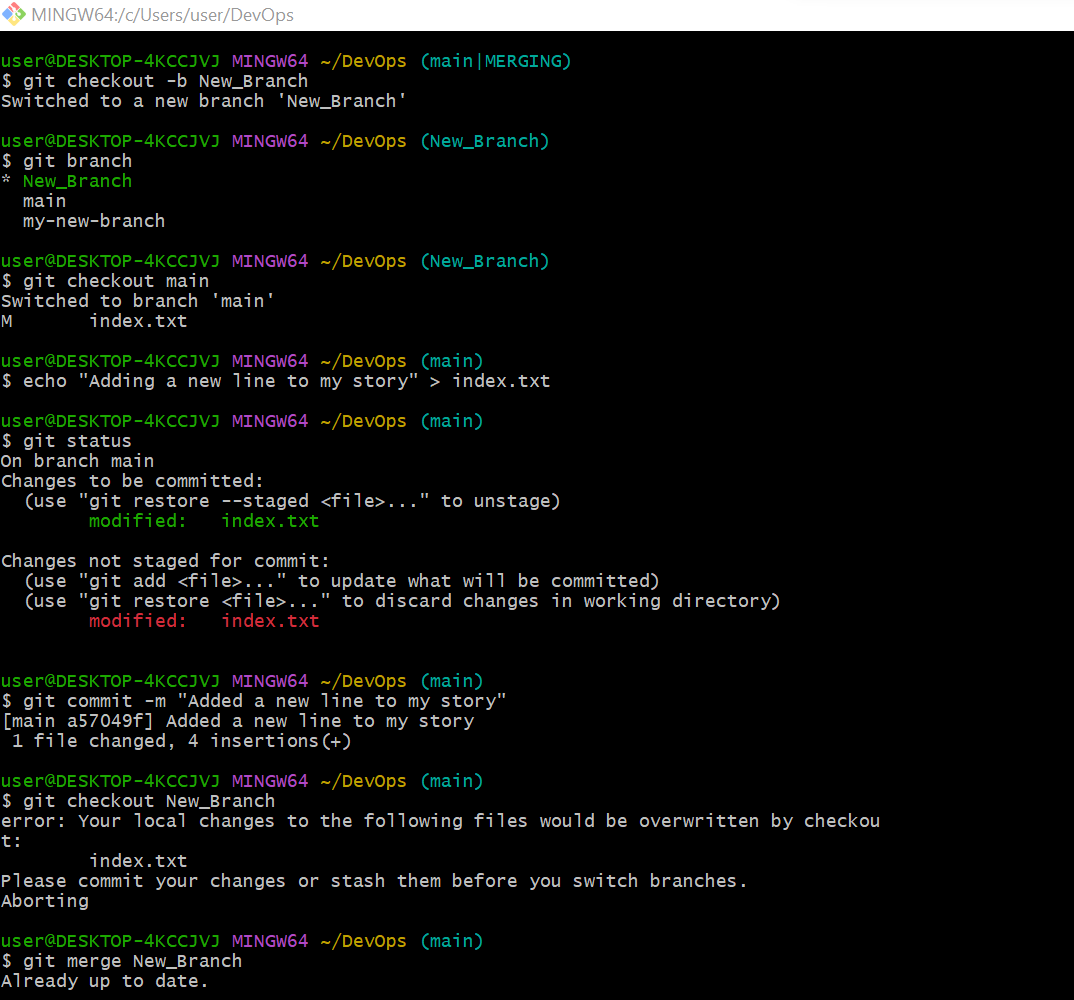 MINGW64:/c/Users/user/DevOps
user@DESKTOP-4KCCJVJ MINGW64 ~/DevOps (main|MERGING)
$ git checkout -b New_Branch
Switched to a new branch 'New_Branch'
user@DESKTOP-4KCCJVJ MINGW64 ~/DevOps (New_Branch)
$ git branch
* New_Branch
  main
  my-new-branch
user@DESKTOP-4KCCJVJ MINGW64 ~/DevOps (New_Branch)
$ git checkout main
Switched to branch 'main'
M       index.txt
user@DESKTOP-4KCCJVJ MINGW64 ~/DevOps (main)
$ echo "Adding a new line to my story" > index.txt
user@DESKTOP-4KCCJVJ MINGW64 ~/DevOps (main)
$ git status
On branch main
Changes to be committed:
  (use "git restore --staged <file>..." to unstage)
        modified:   index.txt
Changes not staged for commit:
  (use "git add <file>..." to update what will be committed)
  (use "git restore <file>..." to discard changes in working directory)
        modified:   index.txt
user@DESKTOP-4KCCJVJ MINGW64 ~/DevOps (main)
$ git commit -m "Added a new line to my story"
[main a57049f] Added a new line to my story
 1 file changed, 4 insertions(+)
user@DESKTOP-4KCCJVJ MINGW64 ~/DevOps (main)
$ git checkout New_Branch
error: Your local changes to the following files would be overwritten by checkou
t:
        index.txt
Please commit your changes or stash them before you switch branches.
Aborting
user@DESKTOP-4KCCJVJ MINGW64 ~/DevOps (main)
$ git merge New_Branch
Already up to date.